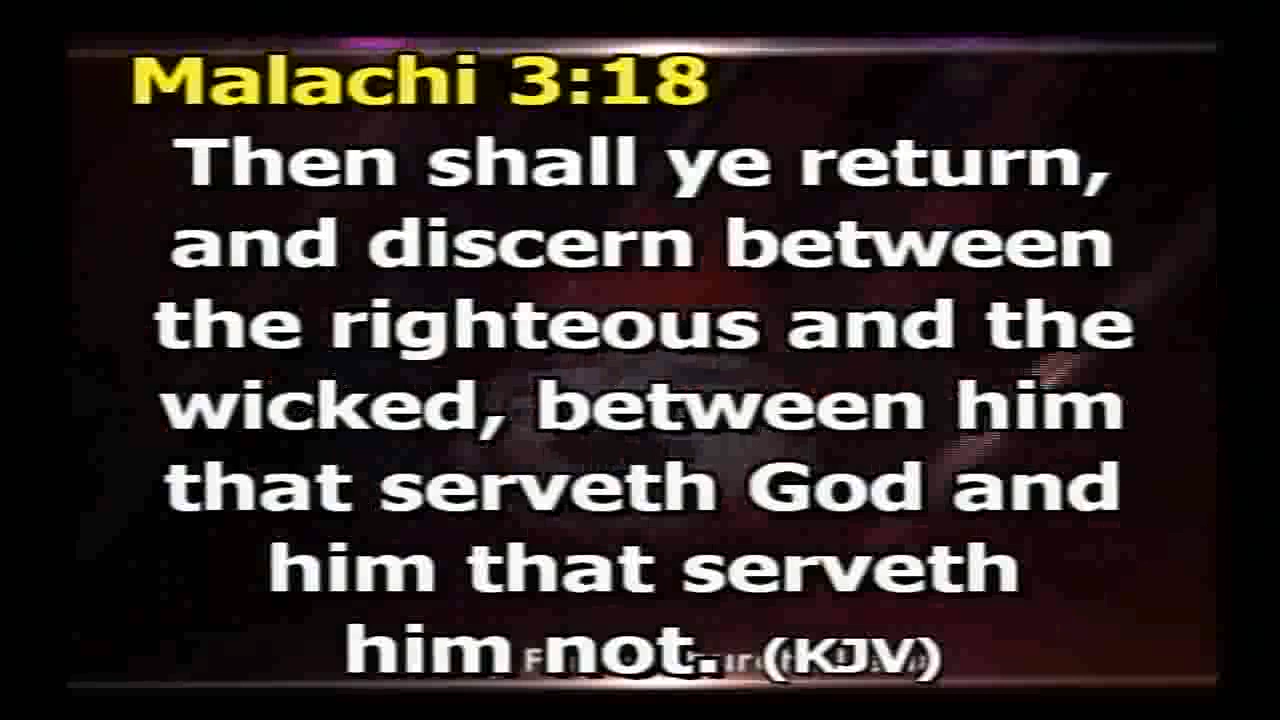 Malachi 3:18
Then shall ye return,
and discern between
the righteous and the
wicked, between him
that serveth God and
him that serveth
him not. (KJV)